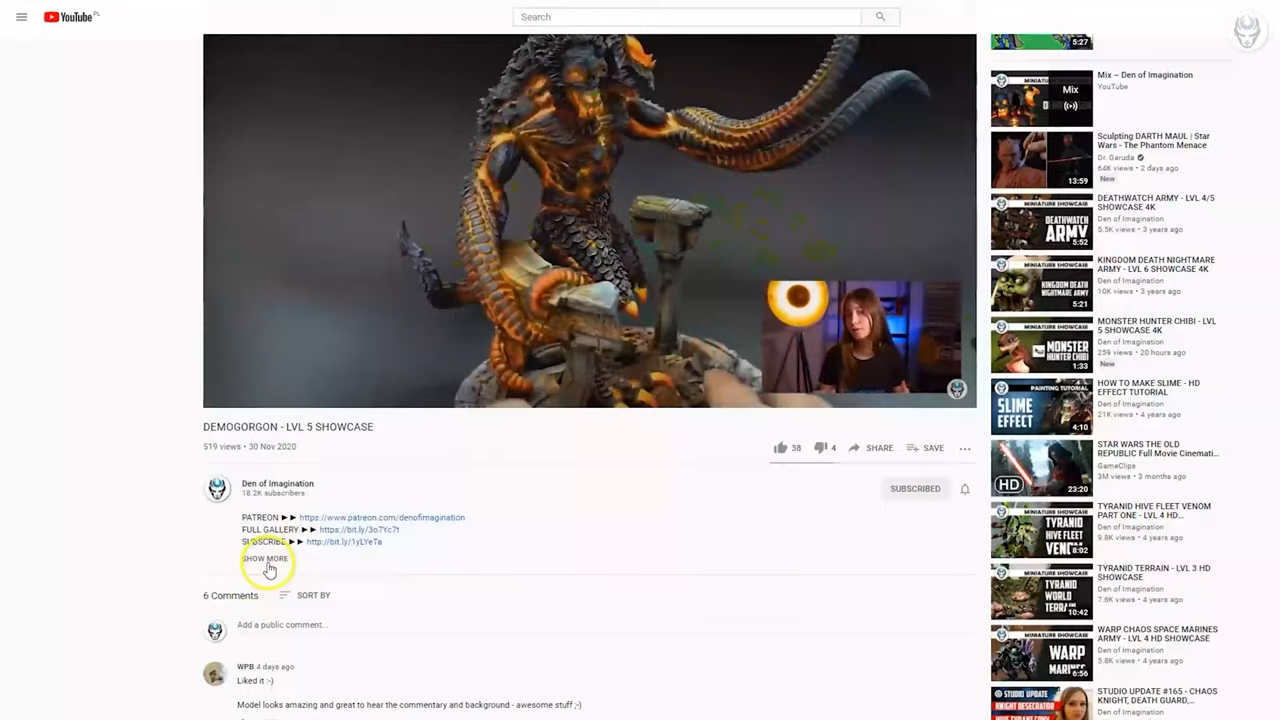 YouTube PL
Search
5:27
Mix – Den of Imagination
YouTube
Mix
Sculpting DARTH MAUL | Star
Wars - The Phantom Menace
Dr. Garuda
64K views • 2 days ago
New
13:59
DEATHWATCH ARMY - LVL 4/5
SHOWCASE 4K
Den of Imagination
5.5K views • 3 years ago
MINIATURE SHOWCASE
DEATHWATCH
ARMY
5:52
KINGDOM DEATH NIGHTMARE
ARMY - LVL 6 SHOWCASE 4K
Den of Imagination
10K views • 3 years ago
MINIATURE SHOWCASE
KINGDOM DEATH
NIGHTMARE ARMY
5:21
MONSTER HUNTER CHIBI - LVL
5 SHOWCASE 4K
Den of Imagination
259 views • 20 hours ago
New
MINIATURE SHOWCASE
MONSTER
HUNTER CHIBI
1:33
HOW TO MAKE SLIME - HD
EFFECT TUTORIAL
Den of Imagination
21K views • 4 years ago
PAINTING TUTORIAL
SLIME
EFFECT
4:10
STAR WARS THE OLD
REPUBLIC Full Movie Cinemati...
GameClips
3M views • 3 months ago
HD
23:20
TYRANID HIVE FLEET VENOM
PART ONE - LVL 4 HD...
Den of Imagination
9.8K views • 4 years ago
MINIATURE SHOWCASE
TYRANID
HIVE FLEET
8:02
TYRANID TERRAIN - LVL 3 HD
SHOWCASE
Den of Imagination
7.6K views • 4 years ago
MINIATURE SHOWCASE
TYRANID
WORLD
10:42
WARP CHAOS SPACE MARINES
ARMY - LVL 4 HD SHOWCASE
Den of Imagination
5.8K views • 4 years ago
MINIATURE SHOWCASE
WARP
6:56
STUDIO UPDATE #165 - CHAOS
KNIGHT, DEATH GUARD,...
Den of Imagination
STUDIO UPDATE
KNIGHT DESECRATOR
DEMOGORGON - LVL 5 SHOWCASE
519 views • 30 Nov 2020
38 4 SHARE SAVE
Den of Imagination
18.2K subscribers
SUBSCRIBED
PATREON ►► https://www.patreon.com/denofimagination
FULL GALLERY ►► https://bit.ly/3o7Yc7t
SUBSCRIBE ►► http://bit.ly/1yLYeTa
SHOW MORE
6 Comments SORT BY
Add a public comment...
WPB 4 days ago
Liked it :-)
Model looks amazing and great to hear the commentary and background - awesome stuff ;-)